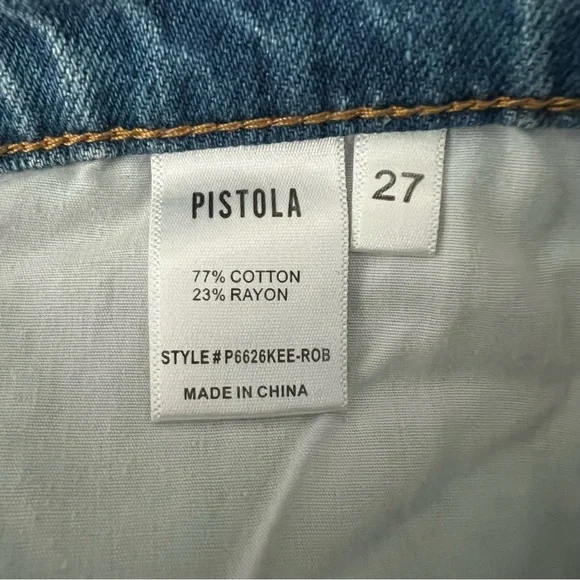 PISTOLA
27
77% COTTON
23% RAYON
STYLE#P6626KEE-ROB
MADE IN CHINA